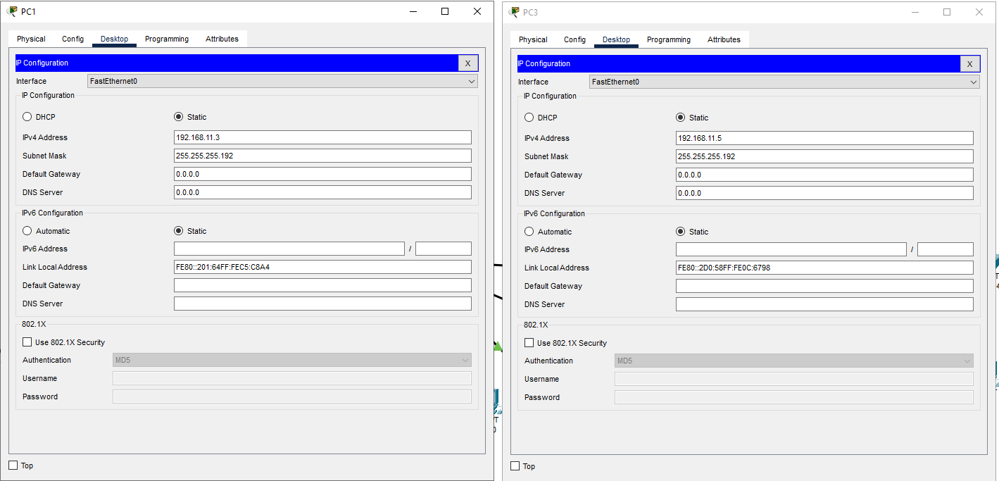 PC1
Physical Config Desktop Programming Attributes
IP Configuration X
Interface FastEthernet0
IP Configuration
DHCP Static
IPv4 Address 192.168.11.3
Subnet Mask 255.255.255.192
Default Gateway 0.0.0.0
DNS Server 0.0.0.0
IPv6 Configuration
Automatic Static
IPv6 Address /
Link Local Address FE80::201:64FF:FEC5:C8A4
Default Gateway
DNS Server
802.1X
Use 802.1X Security
Authentication MD5
Username
Password
Top
PC3
Physical Config Desktop Programming Attributes
IP Configuration X
Interface FastEthernet0
IP Configuration
DHCP Static
IPv4 Address 192.168.11.5
Subnet Mask 255.255.255.192
Default Gateway 0.0.0.0
DNS Server 0.0.0.0
IPv6 Configuration
Automatic Static
IPv6 Address /
Link Local Address FE80::2D0:58FF:FE0C:6798
Default Gateway
DNS Server
802.1X
Use 802.1X Security
Authentication MD5
Username
Password
Top